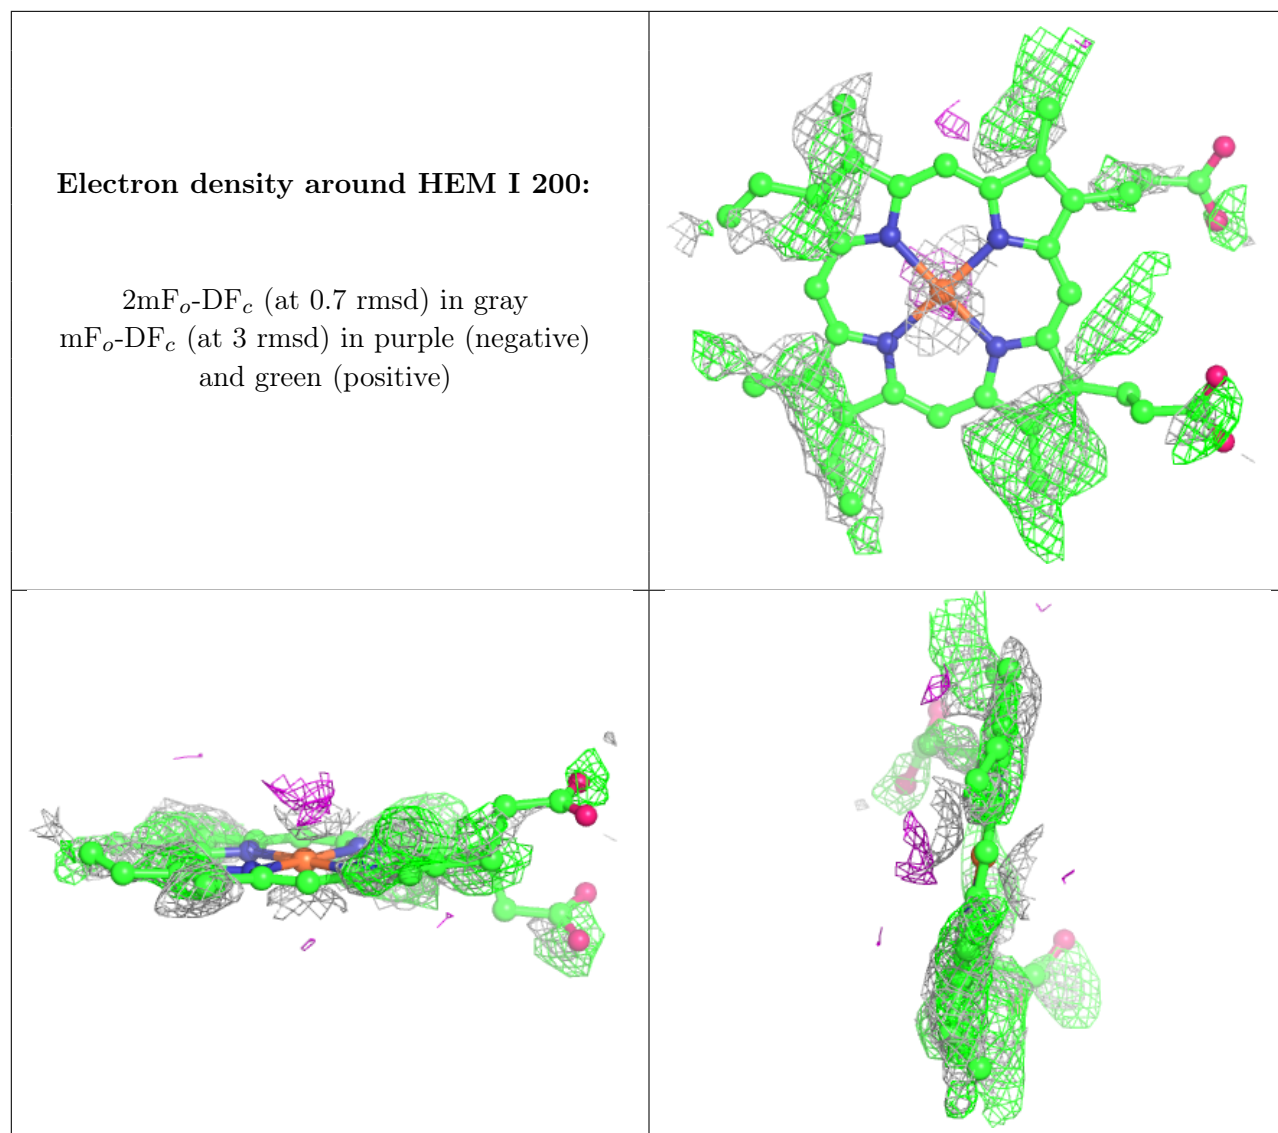 Electron density around HEM I 200:
2mFo-DFc (at 0.7 rmsd) in gray
mFo-DFc (at 3 rmsd) in purple (negative)
and green (positive)